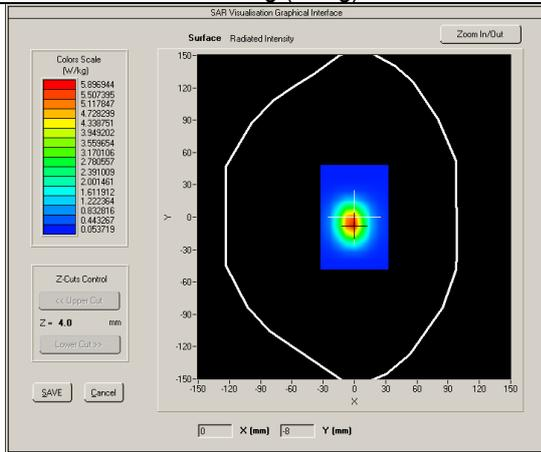 SAR Visualisation Graphical Interface
Surface Radiated Intensity
Zoom In/Out
Colors Scale
(W/kg)
5.896944
5.507395
5.117847
4.728299
4.338751
3.949202
3.559654
3.170106
2.780557
2.391009
2.001461
1.611912
1.222364
0.832816
0.443267
0.053719
Z-Cuts Control
<< Upper Cut
Z = 4.0 mm
Lower Cut >>
SAVE Cancel
150
120
90
60
30
0
-30
-60
-90
-120
-150
Y
-150 -120 -90 -60 -30 0 30 60 90 120 150
X
0 X (mm) -8 Y (mm)